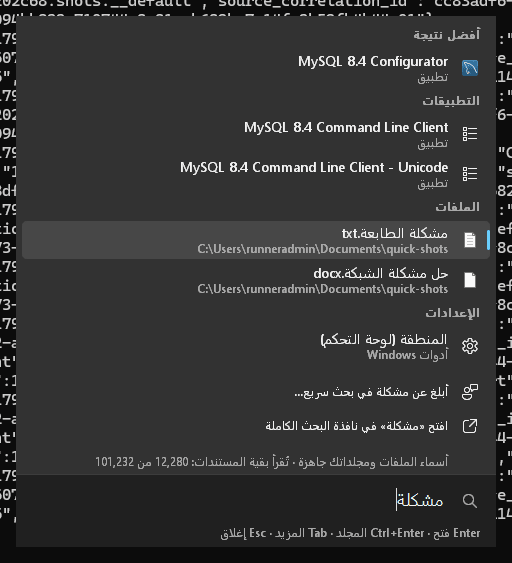 أفضل نتيجة
MySQL 8.4 Configurator
تطبيق
التطبيقات
MySQL 8.4 Command Line Client
تطبيق
MySQL 8.4 Command Line Client - Unicode
تطبيق
الملفات
مشكلة الطابعة.txt
C:\Users\runneradmin\Documents\quick-shots
حل مشكلة الشبكة.docx
C:\Users\runneradmin\Documents\quick-shots
الإعدادات
المنطقة (لوحة التحكم)
أدوات Windows
أبلغ عن مشكلة في بحث سريع...
افتح «مشكلة» في نافذة البحث الكاملة
أسماء الملفات ومجلداتك جاهزة · تُقرأ بقية المستندات: 12,280 من 101,232
مشكلة
Enter فتح · Ctrl+Enter المجلد · Tab المزيد · Esc إغلاق